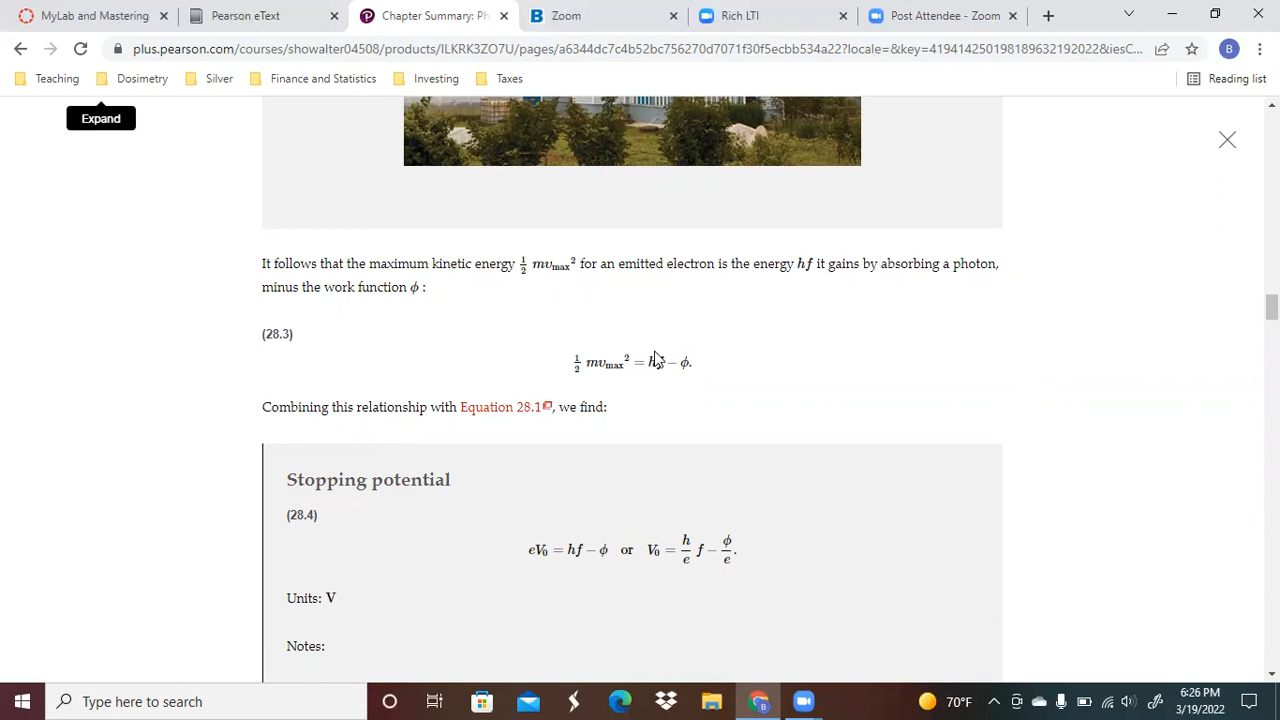 MyLab and Mastering
Pearson eText
Chapter Summary: Ph
Zoom
Rich LTI
Post Attendee - Zoom
plus.pearson.com/courses/showalter04508/products/ILKRK3ZO7U/pages/a6344dc7c4b52bc756270d7071f30f5ecbb534a22?locale=&key=41941425019818963219​2022&iesC...
B
Teaching
Dosimetry
Silver
Finance and Statistics
Investing
Taxes
Reading list
Expand
It follows that the maximum kinetic energy ½ mυmax² for an emitted electron is the energy hf it gains by absorbing a photon,
minus the work function ϕ :
(28.3)
½ mυmax² = h − ϕ.
Combining this relationship with Equation 28.1, we find:
Stopping potential
(28.4)
eV₀ = hf − ϕ or V₀ = h/e f − ϕ/e.
Units: V
Notes:
Type here to search
70°F
6:26 PM
3/19/2022